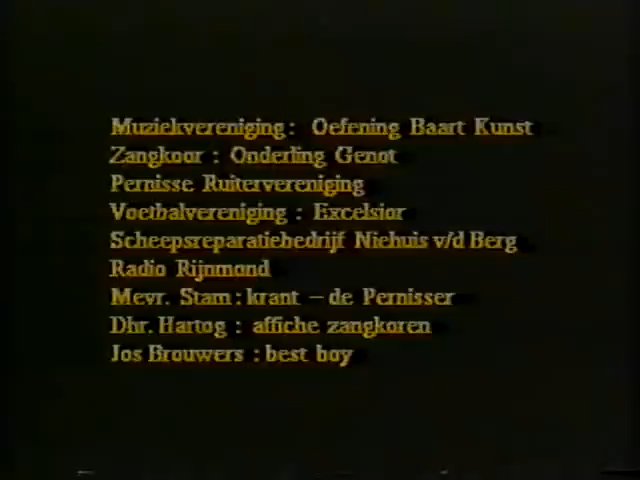 Muziekvereniging : Oefening Baart Kunst
Zangkoor : Onderling Genot
Pernisse Ruitervereniging
Voetbalvereniging : Excelsior
Scheepsreparatiebedrijf Niehuis v/d Berg
Radio Rijnmond
Mevr. Stam : krant – de Pernisser
Dhr. Hartog : affiche zangkoren
Jos Brouwers : best boy